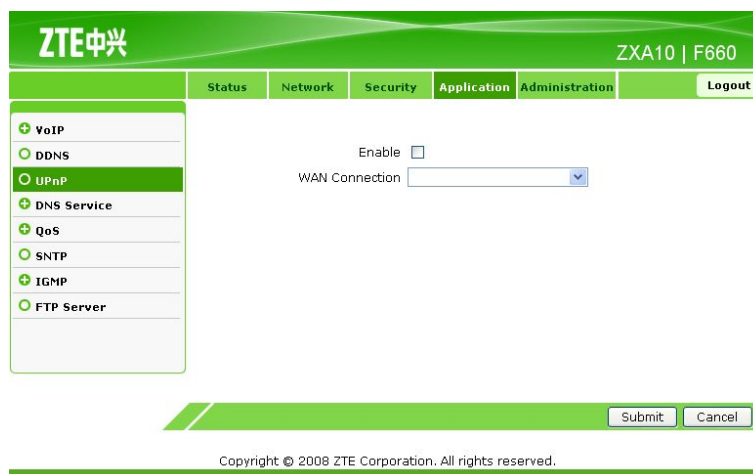 ZTE中兴
ZXA10 | F660
Status Network Security Application Administration Logout
VoIP
DDNS
UPnP
DNS Service
QoS
SNTP
IGMP
FTP Server
Enable
WAN Connection
Submit Cancel
Copyright © 2008 ZTE Corporation. All rights reserved.